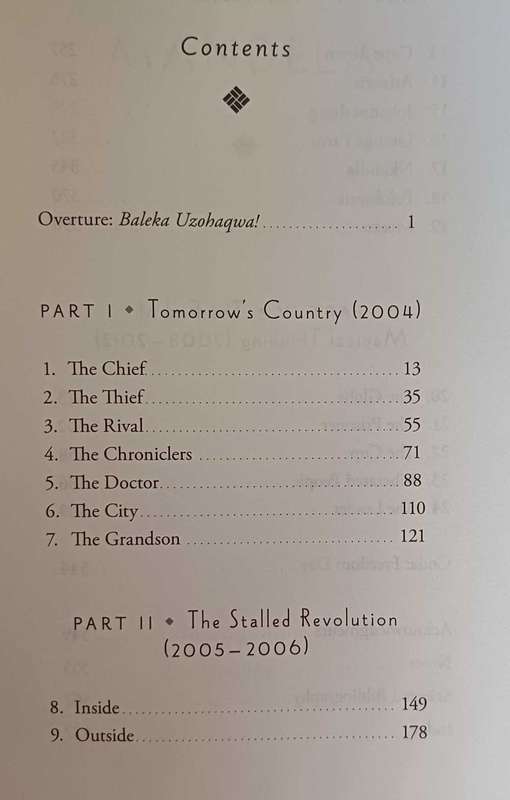 Contents
Overture: Baleka Uzohaqwa! .................... 1
PART I ◆ Tomorrow's Country (2004)
1. The Chief .................... 13
2. The Thief .................... 35
3. The Rival .................... 55
4. The Chroniclers .................... 71
5. The Doctor .................... 88
6. The City .................... 110
7. The Grandson .................... 121
PART II ◆ The Stalled Revolution
(2005–2006)
8. Inside .................... 149
9. Outside .................... 178